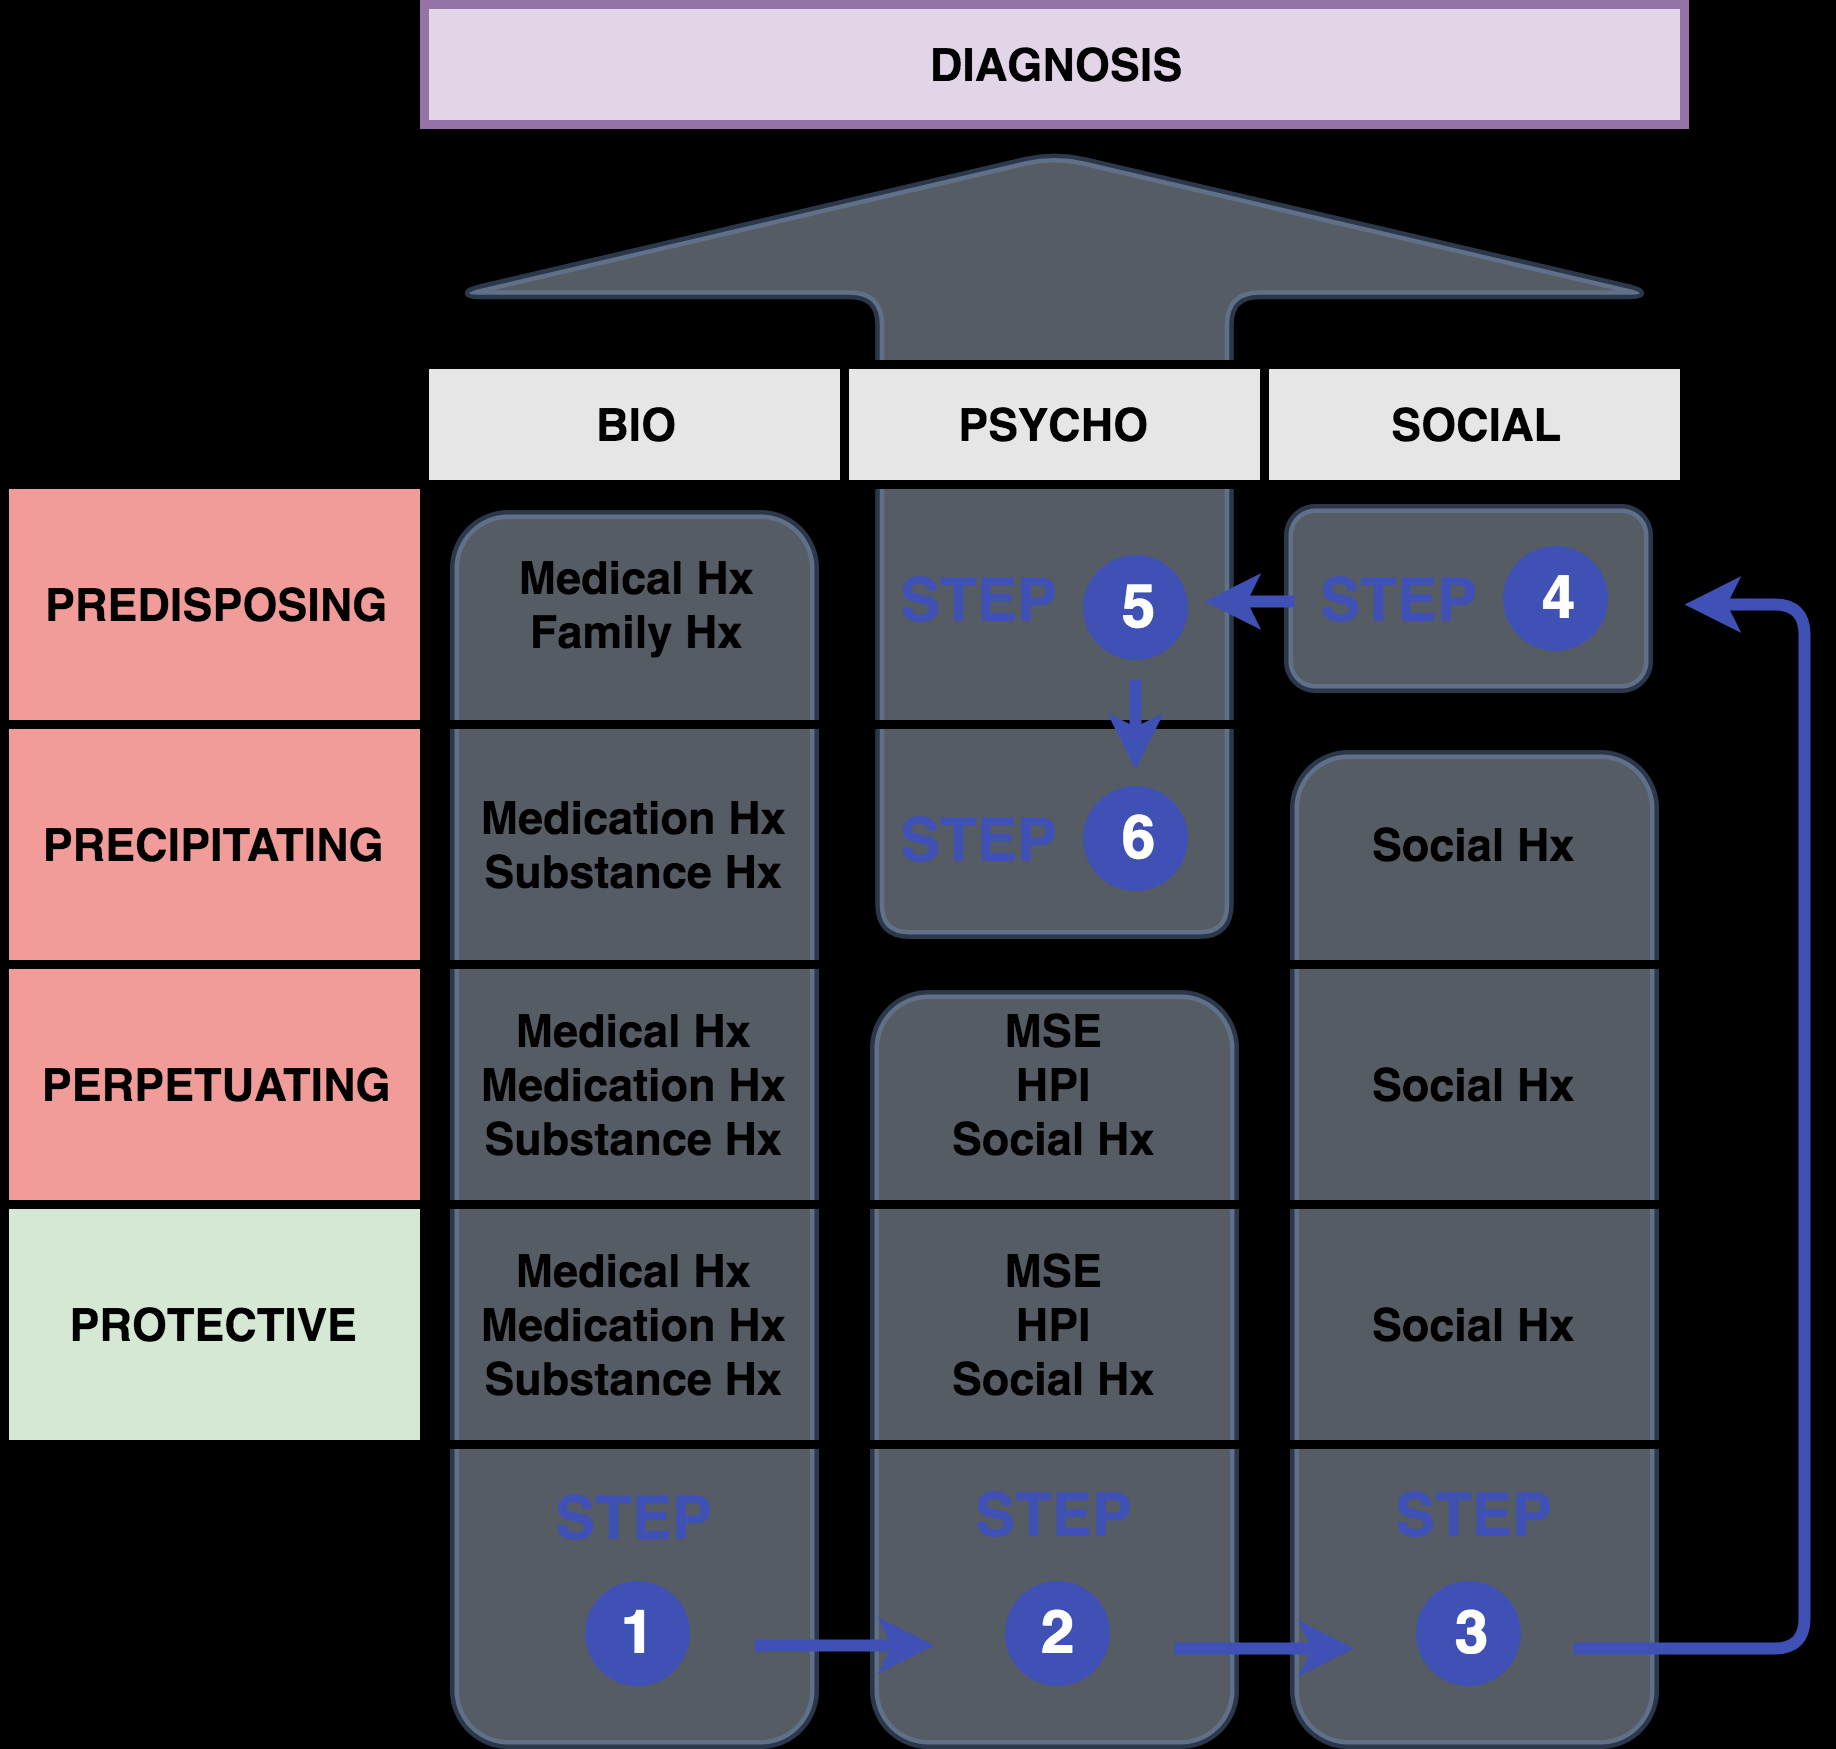 DIAGNOSIS
BIO
PSYCHO
SOCIAL
PREDISPOSING
Medical Hx
Family Hx
STEP 5
STEP 4
PRECIPITATING
Medication Hx
Substance Hx
STEP 6
Social Hx
PERPETUATING
Medical Hx
Medication Hx
Substance Hx
MSE
HPI
Social Hx
Social Hx
PROTECTIVE
Medical Hx
Medication Hx
Substance Hx
MSE
HPI
Social Hx
Social Hx
STEP
1
STEP
2
STEP
3